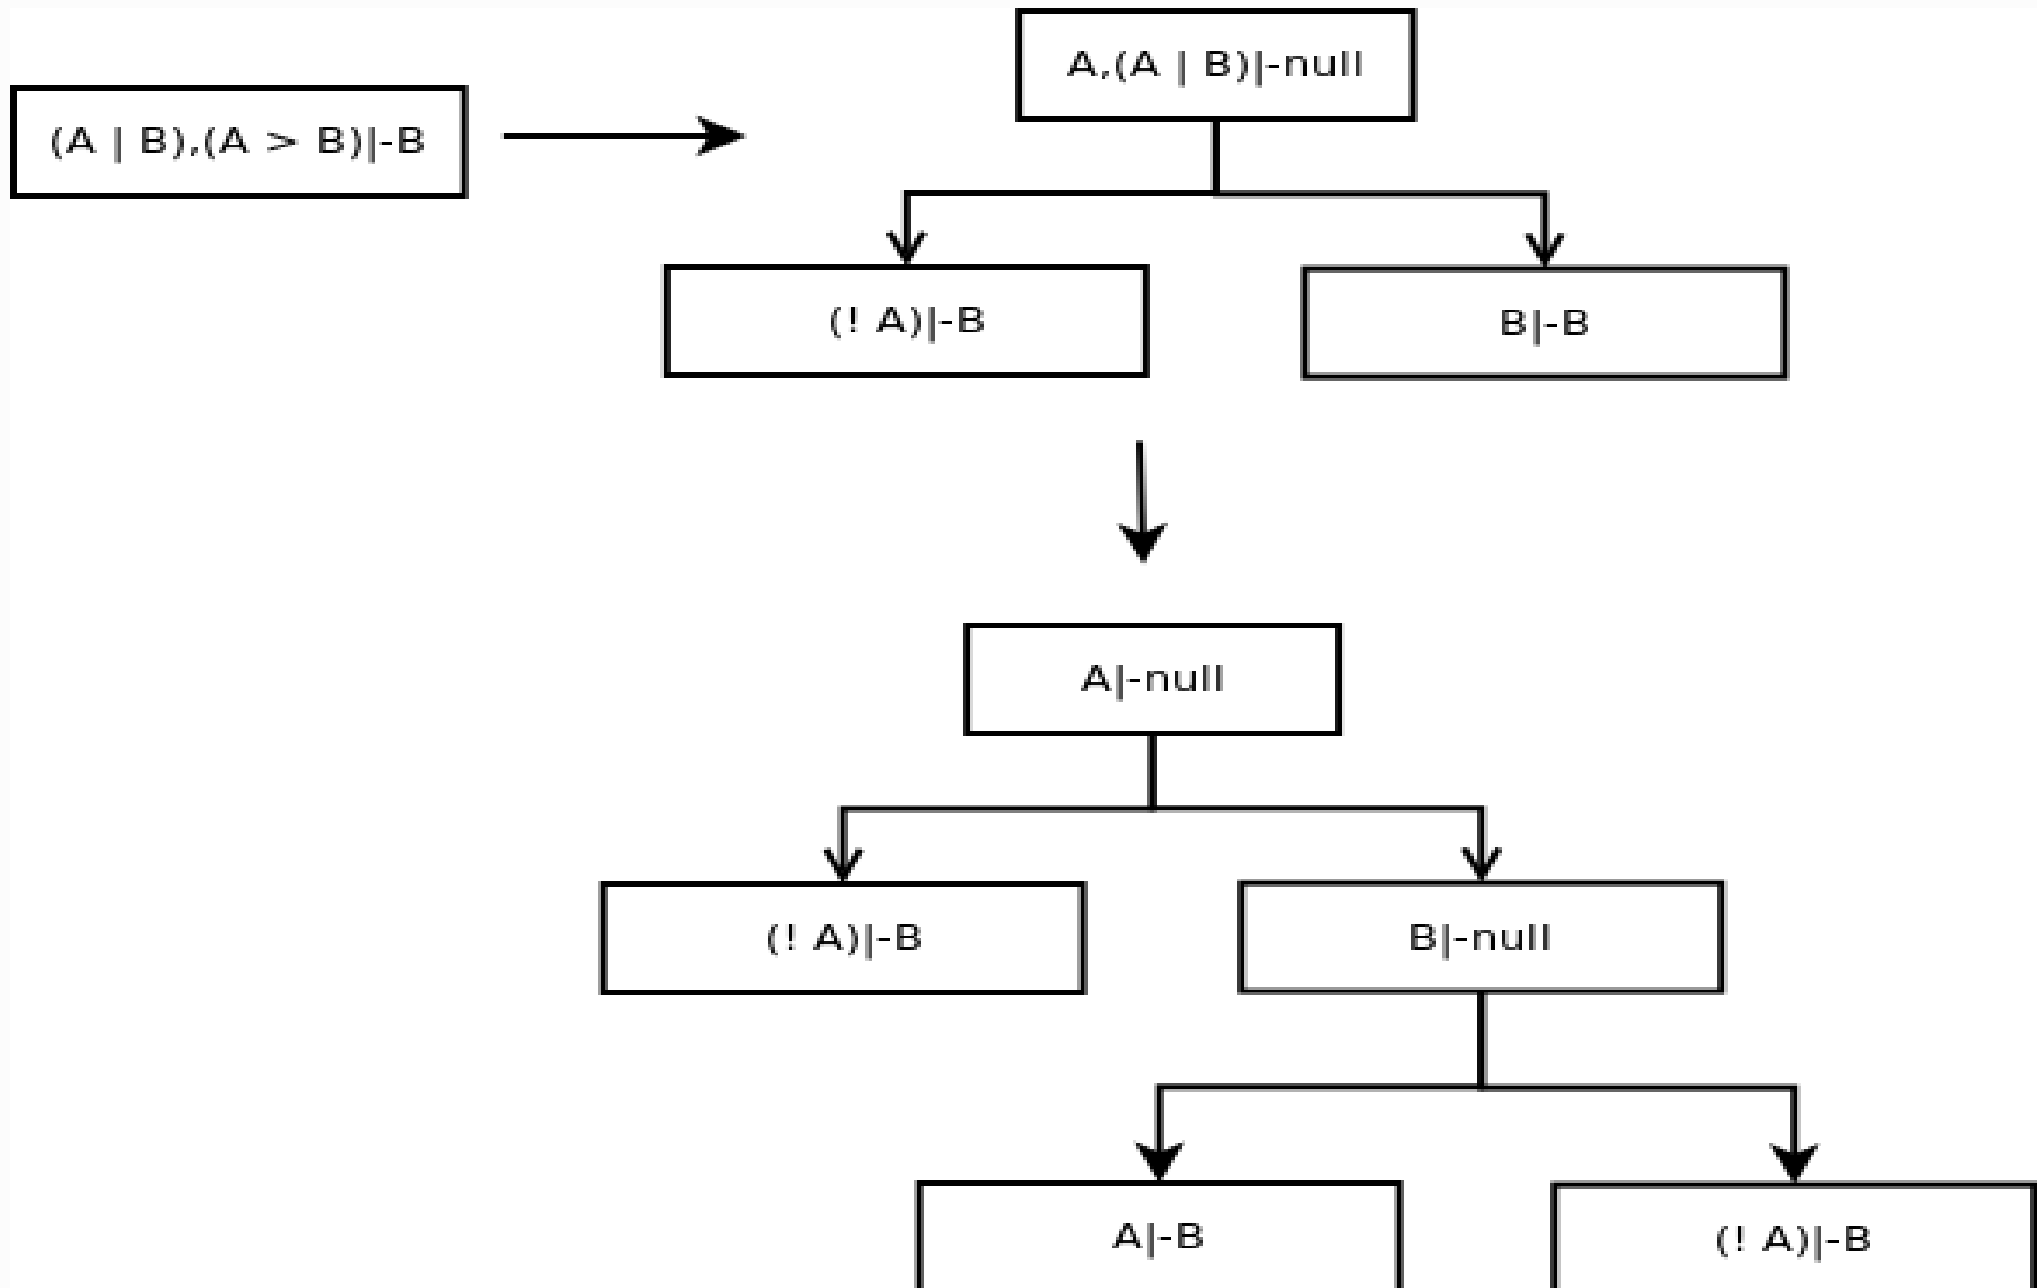 A,(A | B)|-null
(A | B),(A > B)|-B
(! A)|-B
B|-B
A|-null
(! A)|-B
B|-null
A|-B
(! A)|-B